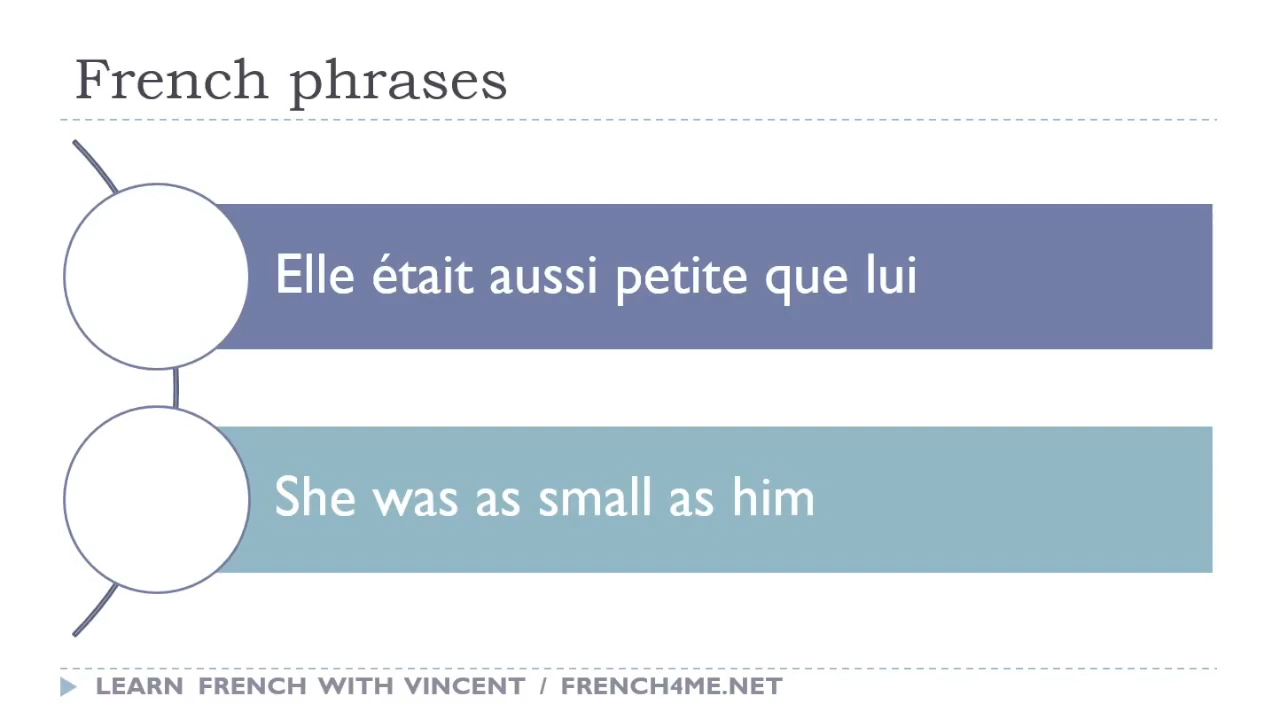 French phrases
Elle était aussi petite que lui
She was as small as him
LEARN FRENCH WITH VINCENT / FRENCH4ME.NET